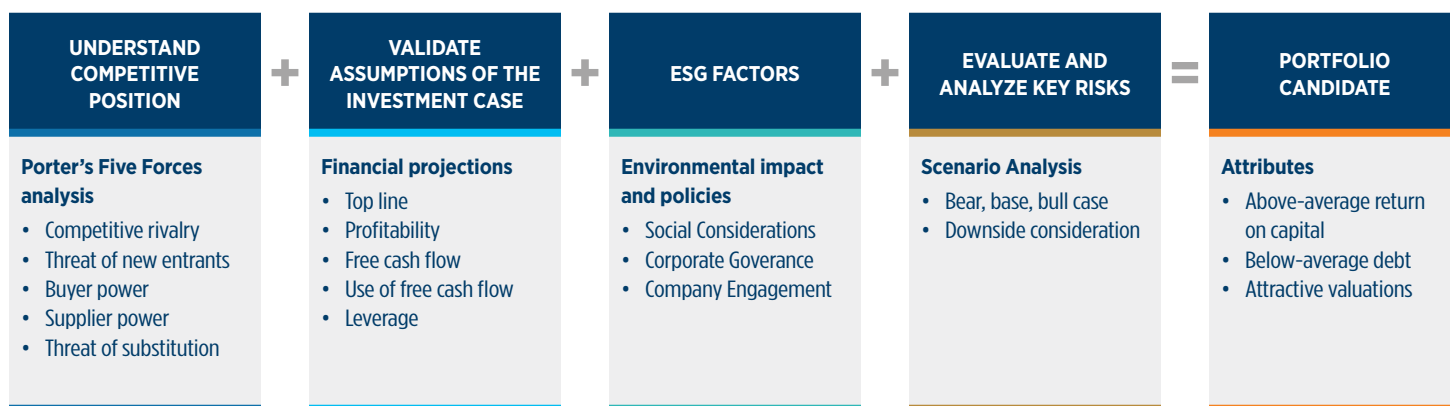 UNDERSTAND
COMPETITIVE
POSITION
+
VALIDATE
ASSUMPTIONS OF THE
INVESTMENT CASE
+
ESG FACTORS
+
EVALUATE AND
ANALYZE KEY RISKS
=
PORTFOLIO
CANDIDATE
Porter's Five Forces
analysis
• Competitive rivalry
• Threat of new entrants
• Buyer power
• Supplier power
• Threat of substitution
Financial projections
• Top line
• Profitability
• Free cash flow
• Use of free cash flow
• Leverage
Environmental impact
and policies
• Social Considerations
• Corporate Goverance
• Company Engagement
Scenario Analysis
• Bear, base, bull case
• Downside consideration
Attributes
• Above-average return
on capital
• Below-average debt
• Attractive valuations